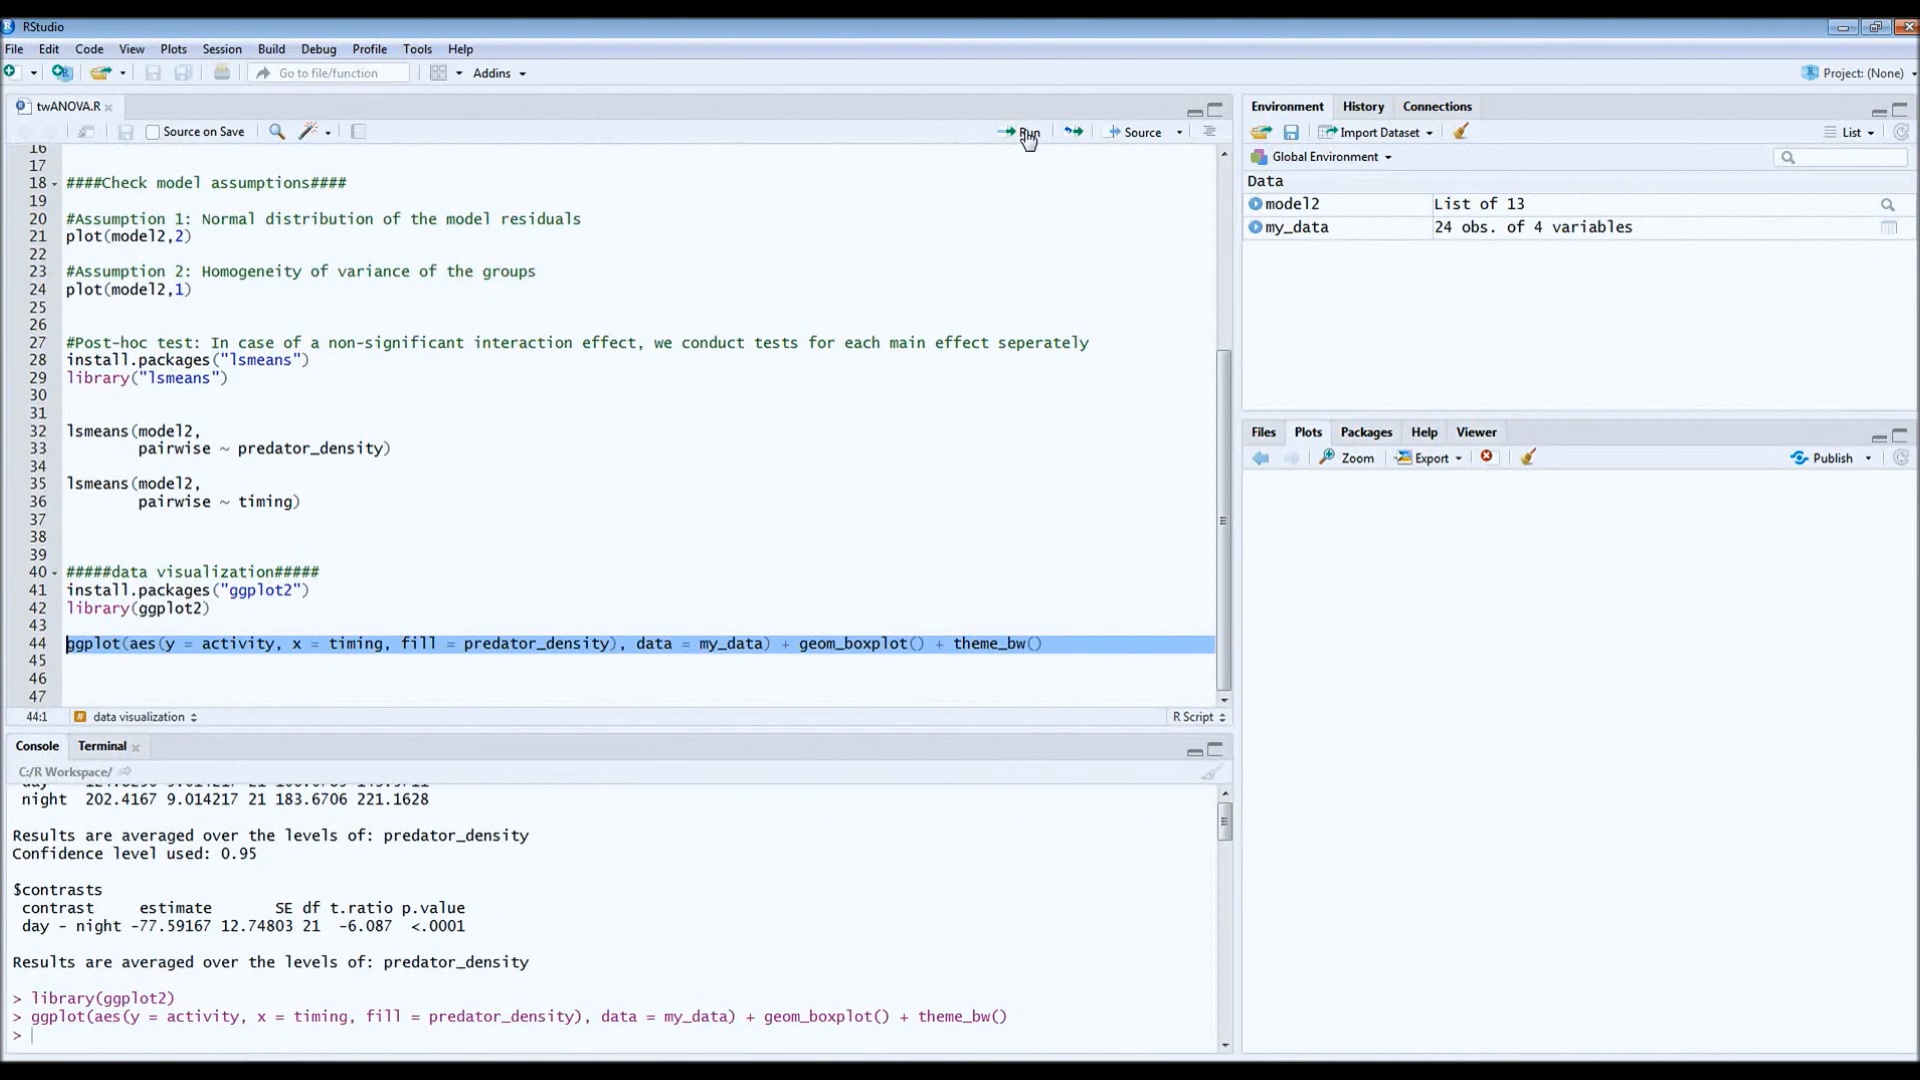 RStudio
File Edit Code View Plots Session Build Debug Profile Tools Help
Go to file/function Addins Project: (None)
twANOVA.R
Source on Save Run Source
16
17
18 ####Check model assumptions####
19
20 #Assumption 1: Normal distribution of the model residuals
21 plot(model2,2)
22
23 #Assumption 2: Homogeneity of variance of the groups
24 plot(model2,1)
25
26
27 #Post-hoc test: In case of a non-significant interaction effect, we conduct tests for each main effect seperately
28 install.packages("lsmeans")
29 library("lsmeans")
30
31
32 lsmeans(model2,
33 pairwise ~ predator_density)
34
35 lsmeans(model2,
36 pairwise ~ timing)
37
38
39
40 #####data visualization#####
41 install.packages("ggplot2")
42 library(ggplot2)
43
44 ggplot(aes(y = activity, x = timing, fill = predator_density), data = my_data) + geom_boxplot() + theme_bw()
45
46
47
44:1 # data visualization R Script
Console Terminal
C:/R Workspace/
night 202.4167 9.014217 21 183.6706 221.1628
Results are averaged over the levels of: predator_density
Confidence level used: 0.95
$contrasts
contrast estimate SE df t.ratio p.value
day - night -77.59167 12.74803 21 -6.087 <.0001
Results are averaged over the levels of: predator_density
> library(ggplot2)
> ggplot(aes(y = activity, x = timing, fill = predator_density), data = my_data) + geom_boxplot() + theme_bw()
>
Environment History Connections
Import Dataset List
Global Environment
Data
model2 List of 13
my_data 24 obs. of 4 variables
Files Plots Packages Help Viewer
Zoom Export Publish